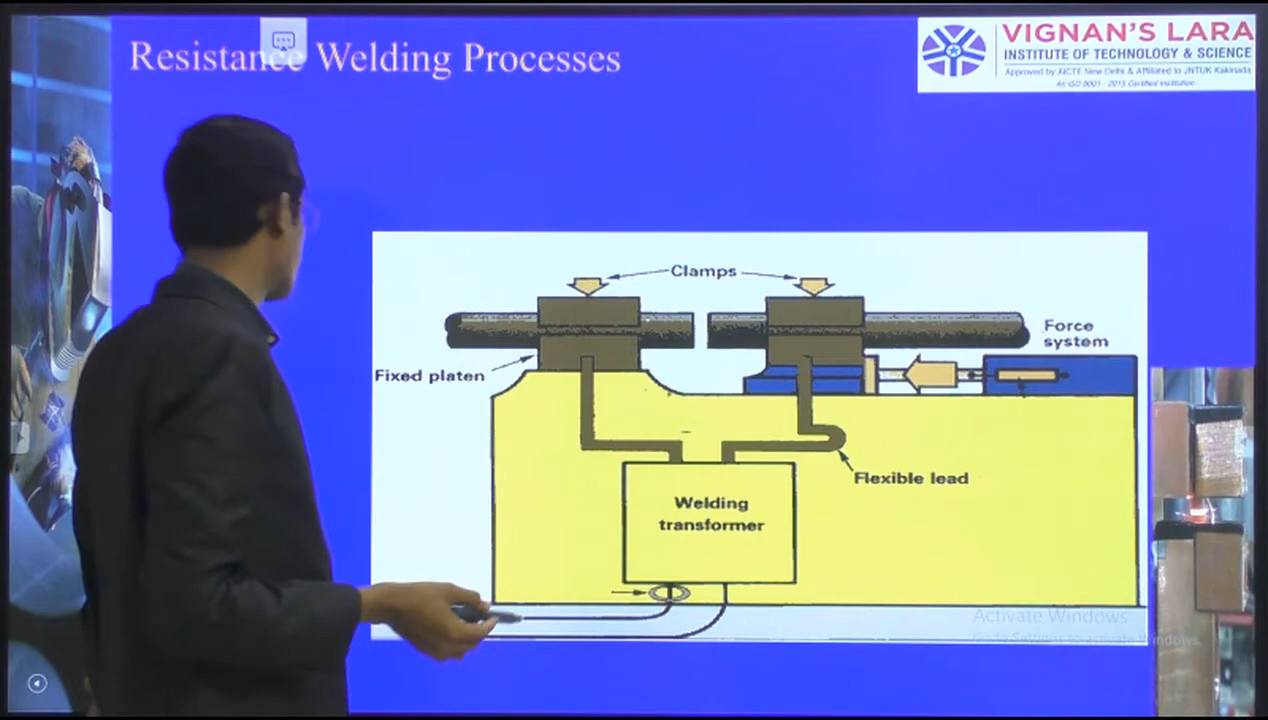 Resistance Welding Processes
VIGNAN'S LARA
INSTITUTE OF TECHNOLOGY & SCIENCE
Approved by AICTE New Delhi & Affiliated to JNTUK Kakinada
An ISO 9001 - 2015 Certified Institution
Clamps
Force
system
Fixed platen
Flexible lead
Welding
transformer
Activate Windows
Go to Settings to activate Windows.